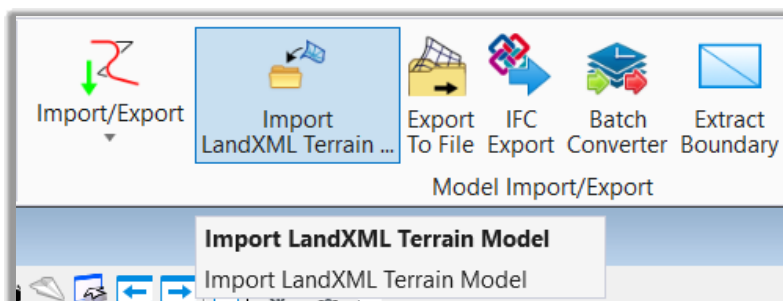 Import/Export
Import
LandXML Terrain ...
Export
To File
IFC
Export
Batch
Converter
Extract
Boundary
Model Import/Export
Import LandXML Terrain Model
Import LandXML Terrain Model